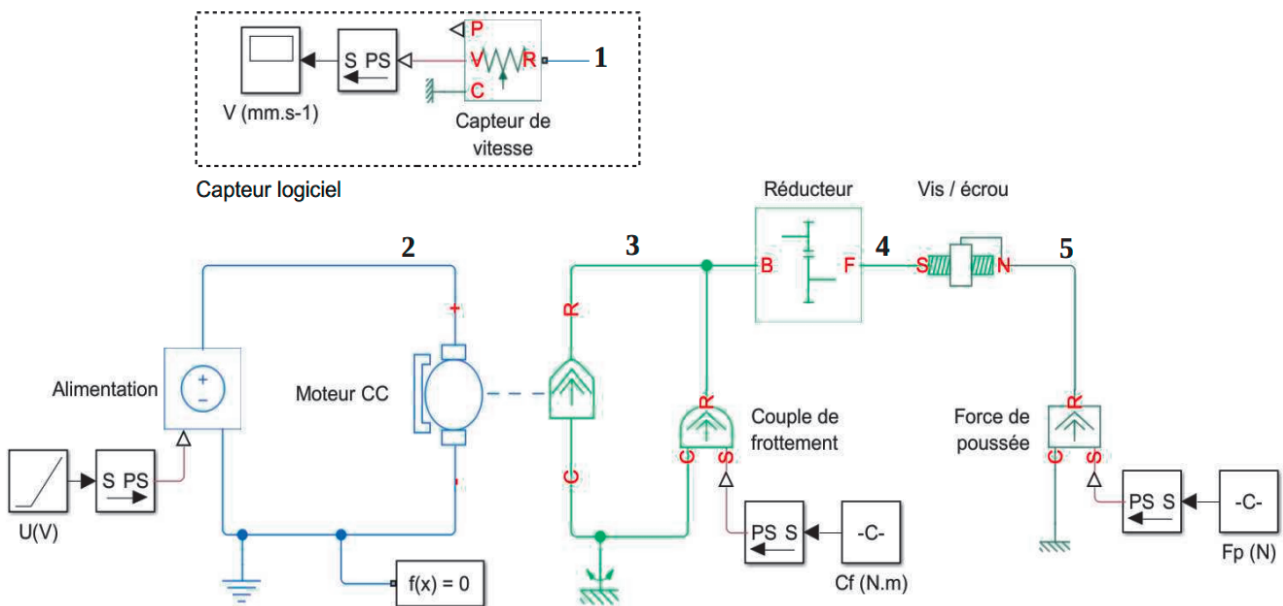 P
S PS
V
R
1
C
V (mm.s-1)
Capteur de
vitesse
Capteur logiciel
Réducteur
Vis / écrou
2
3
4
5
B
F
S
N
+
R
Alimentation
+
-
Moteur CC
R
Couple de
frottement
R
Force de
poussée
C
S
C
S
S PS
-
C
PS S
-C-
PS S
-C-
U(V)
f(x) = 0
Cf (N.m)
Fp (N)